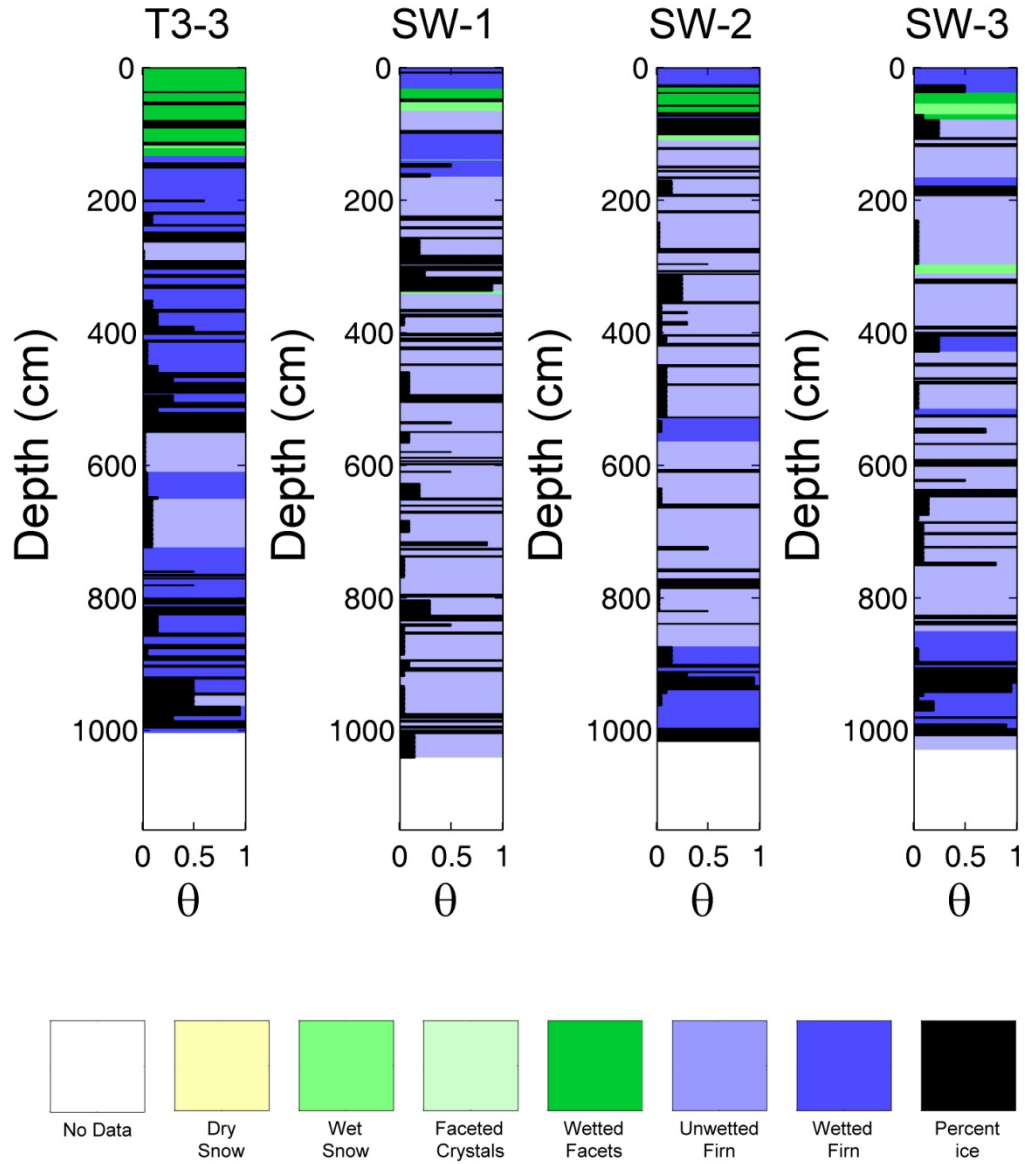 T3-3
SW-1
SW-2
SW-3
0
200
400
600
800
1000
Depth (cm)
0 0.5 1
θ
0
200
400
600
800
1000
Depth (cm)
0 0.5 1
θ
0
200
400
600
800
1000
Depth (cm)
0 0.5 1
θ
0
200
400
600
800
1000
Depth (cm)
0 0.5 1
θ
No Data
Dry
Snow
Wet
Snow
Faceted
Crystals
Wetted
Facets
Unwetted
Firn
Wetted
Firn
Percent
ice